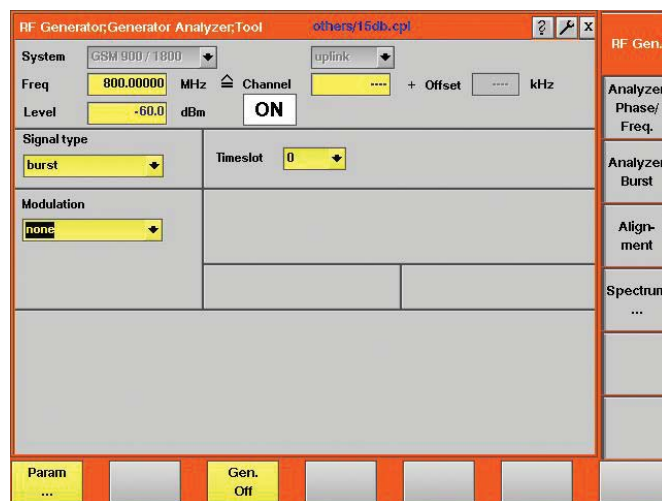 RF Generator;Generator Analyzer;Tool others/15db.cpl ? X
System GSM 900 / 1800 uplink
Freq 800.00000 MHz ≙ Channel ---- + Offset ---- kHz
Level -60.0 dBm ON
Signal type
burst
Timeslot 0
Modulation
none
RF Gen.
Analyzer
Phase/
Freq.
Analyzer
Burst
Align-
ment
Spectrum
...
Param
...
Gen.
Off